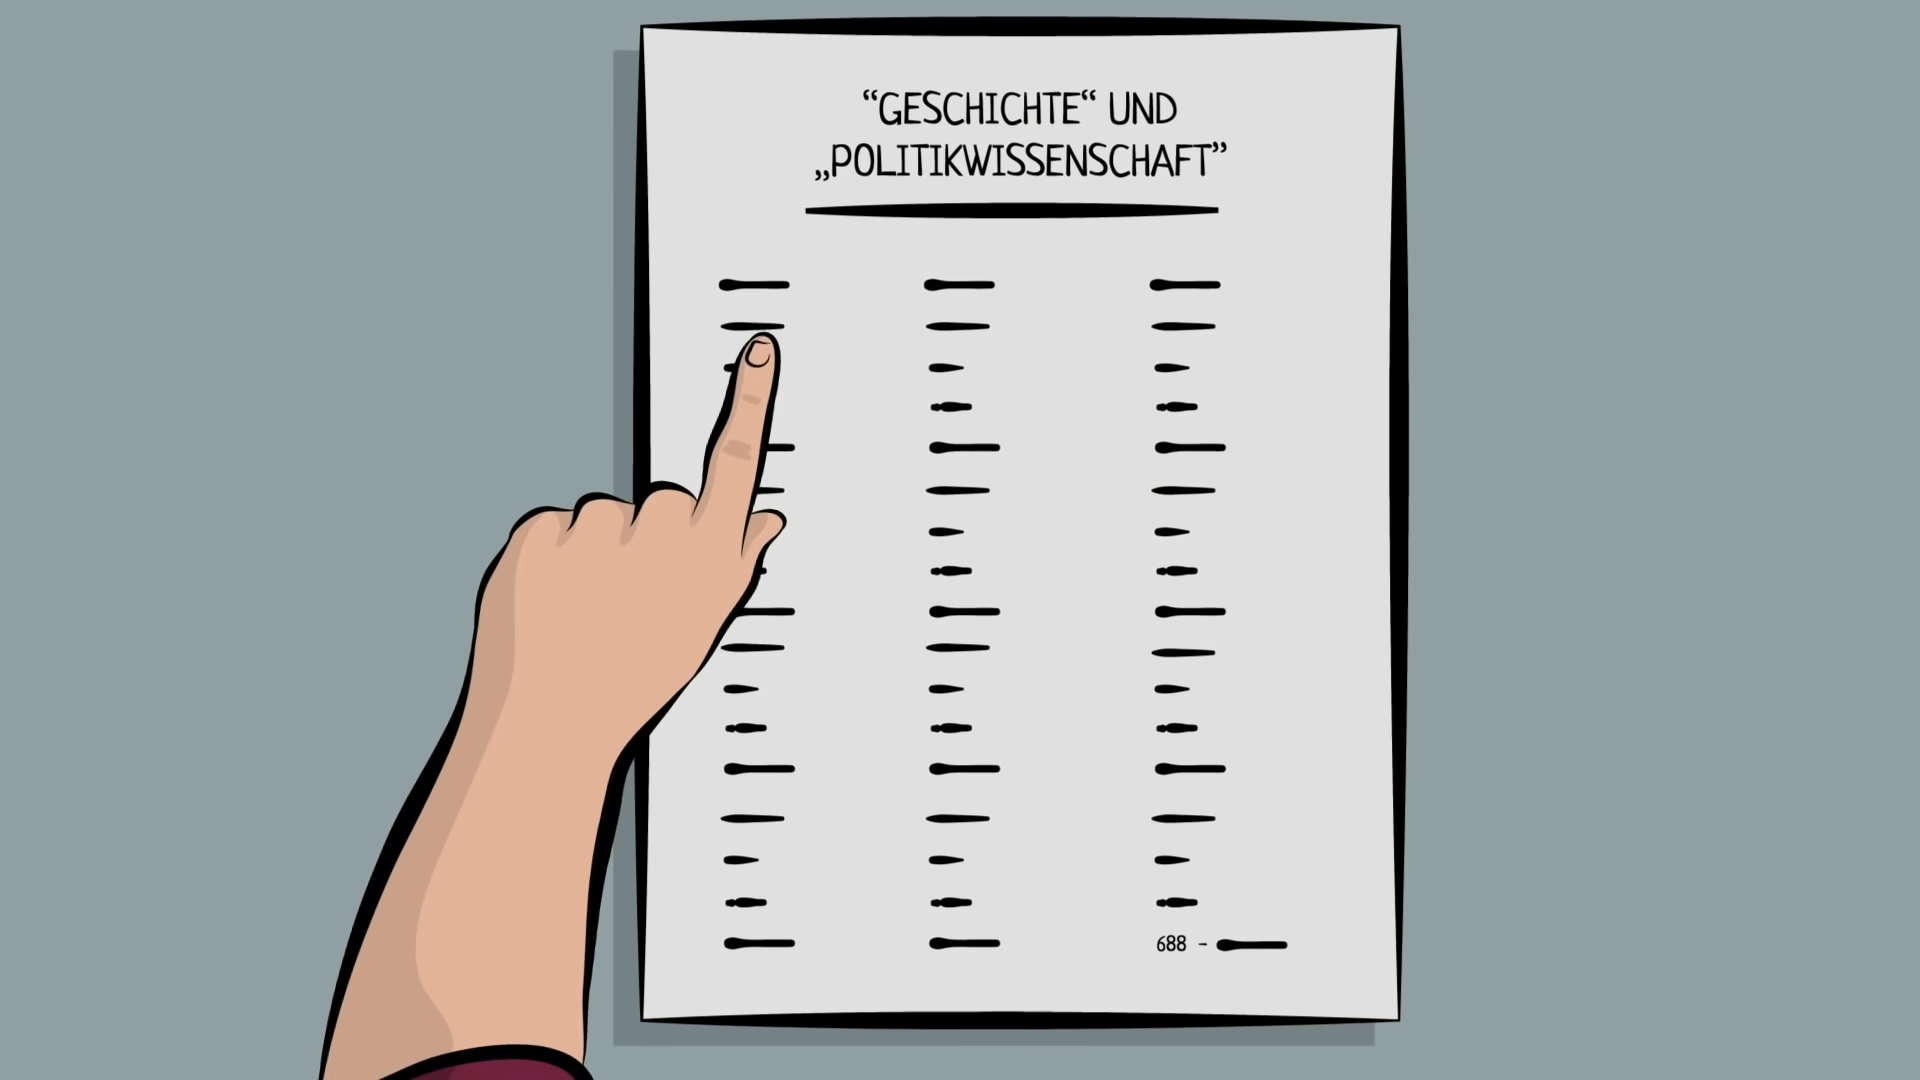 “GESCHICHTE“ UND
„POLITIKWISSENSCHAFT”
688 -